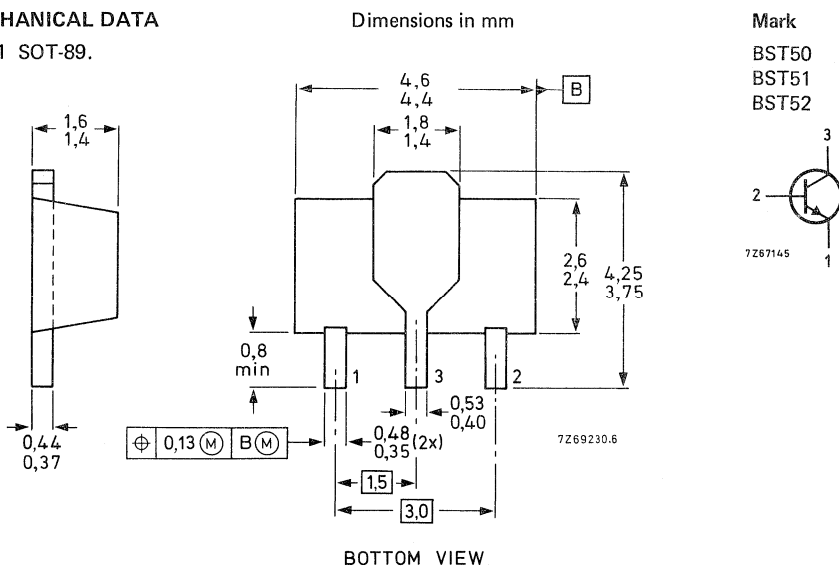 HANICAL DATA
Dimensions in mm
Mark
1 SOT-89.
BST50
BST51
BST52
4,6
4,4
B
1,8
1,4
1,6
1,4
3
2
1
7Z67145
2,6
2,4
4,25
3,75
0,8
min
1
3
2
0,53
0,40
0,44
0,37
0,13 M B M
0,48
0,35 (2x)
7Z69230.6
1,5
3,0
BOTTOM VIEW